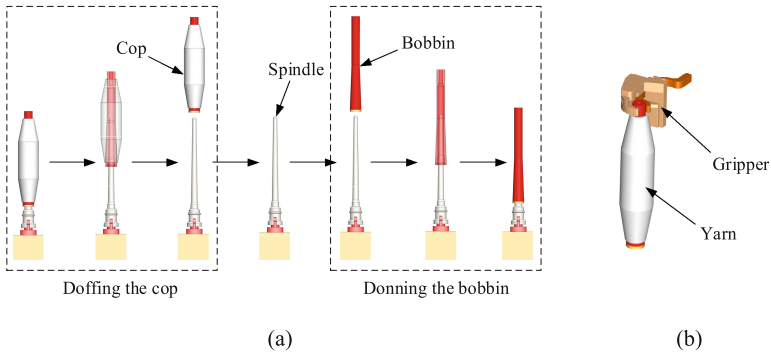 Cop
Spindle
Bobbin
Gripper
Yarn
Doffing the cop
Donning the bobbin
(a)
(b)